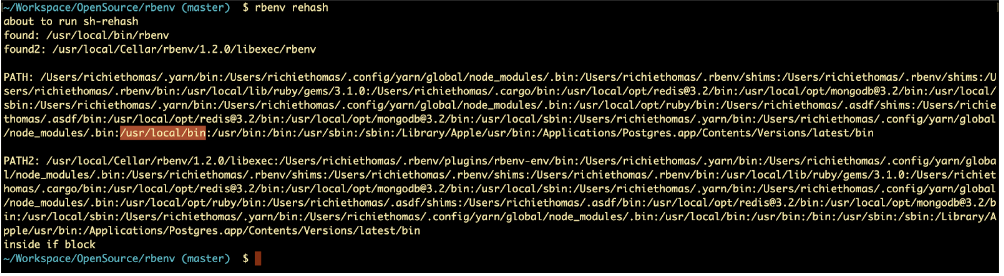 ~/Workspace/OpenSource/rbenv (master)  $ rbenv rehash
about to run sh-rehash
found: /usr/local/bin/rbenv
found2: /usr/local/Cellar/rbenv/1.2.0/libexec/rbenv
PATH: /Users/richiethomas/.yarn/bin:/Users/richiethomas/.config/yarn/global/node_modules/.bin:/Users/richiethomas/.rbenv/shims:/Users/richiethomas/.rbenv/shims:/U
sers/richiethomas/.rbenv/bin:/usr/local/lib/ruby/gems/3.1.0:/Users/richiethomas/.cargo/bin:/usr/local/opt/redis@3.2/bin:/usr/local/opt/mongodb@3.2/bin:/usr/local/
sbin:/Users/richiethomas/.yarn/bin:/Users/richiethomas/.config/yarn/global/node_modules/.bin:/usr/local/opt/ruby/bin:/Users/richiethomas/.asdf/shims:/Users/richie
thomas/.asdf/bin:/usr/local/opt/redis@3.2/bin:/usr/local/opt/mongodb@3.2/bin:/usr/local/sbin:/Users/richiethomas/.yarn/bin:/Users/richiethomas/.config/yarn/global
/node_modules/.bin:/usr/local/bin:/usr/bin:/bin:/usr/sbin:/sbin:/Library/Apple/usr/bin:/Applications/Postgres.app/Contents/Versions/latest/bin
PATH2: /usr/local/Cellar/rbenv/1.2.0/libexec:/Users/richiethomas/.rbenv/plugins/rbenv-env/bin:/Users/richiethomas/.yarn/bin:/Users/richiethomas/.config/yarn/globa
l/node_modules/.bin:/Users/richiethomas/.rbenv/shims:/Users/richiethomas/.rbenv/shims:/Users/richiethomas/.rbenv/bin:/usr/local/lib/ruby/gems/3.1.0:/Users/richiet
homas/.cargo/bin:/usr/local/opt/redis@3.2/bin:/usr/local/opt/mongodb@3.2/bin:/usr/local/sbin:/Users/richiethomas/.yarn/bin:/Users/richiethomas/.config/yarn/global
/node_modules/.bin:/usr/local/opt/ruby/bin:/Users/richiethomas/.asdf/shims:/Users/richiethomas/.asdf/bin:/usr/local/opt/redis@3.2/bin:/usr/local/opt/mongodb@3.2/b
in:/usr/local/sbin:/Users/richiethomas/.yarn/bin:/Users/richiethomas/.config/yarn/global/node_modules/.bin:/usr/local/bin:/usr/bin:/bin:/usr/sbin:/sbin:/Library/A
pple/usr/bin:/Applications/Postgres.app/Contents/Versions/latest/bin
inside if block
~/Workspace/OpenSource/rbenv (master)  $